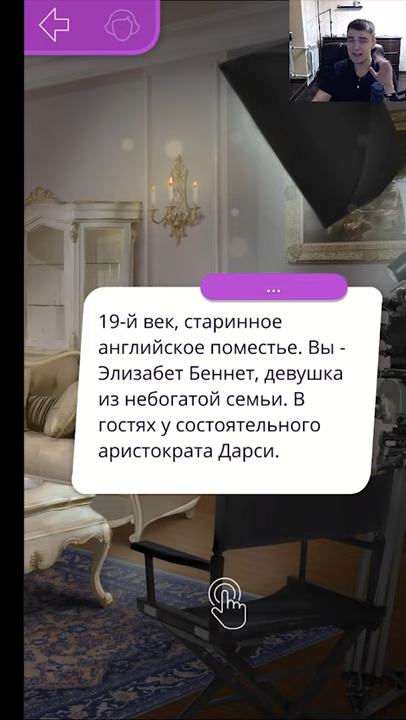 ...
19-й век, старинное
английское поместье. Вы -
Элизабет Беннет, девушка
из небогатой семьи. В
гостях у состоятельного
аристократа Дарси.